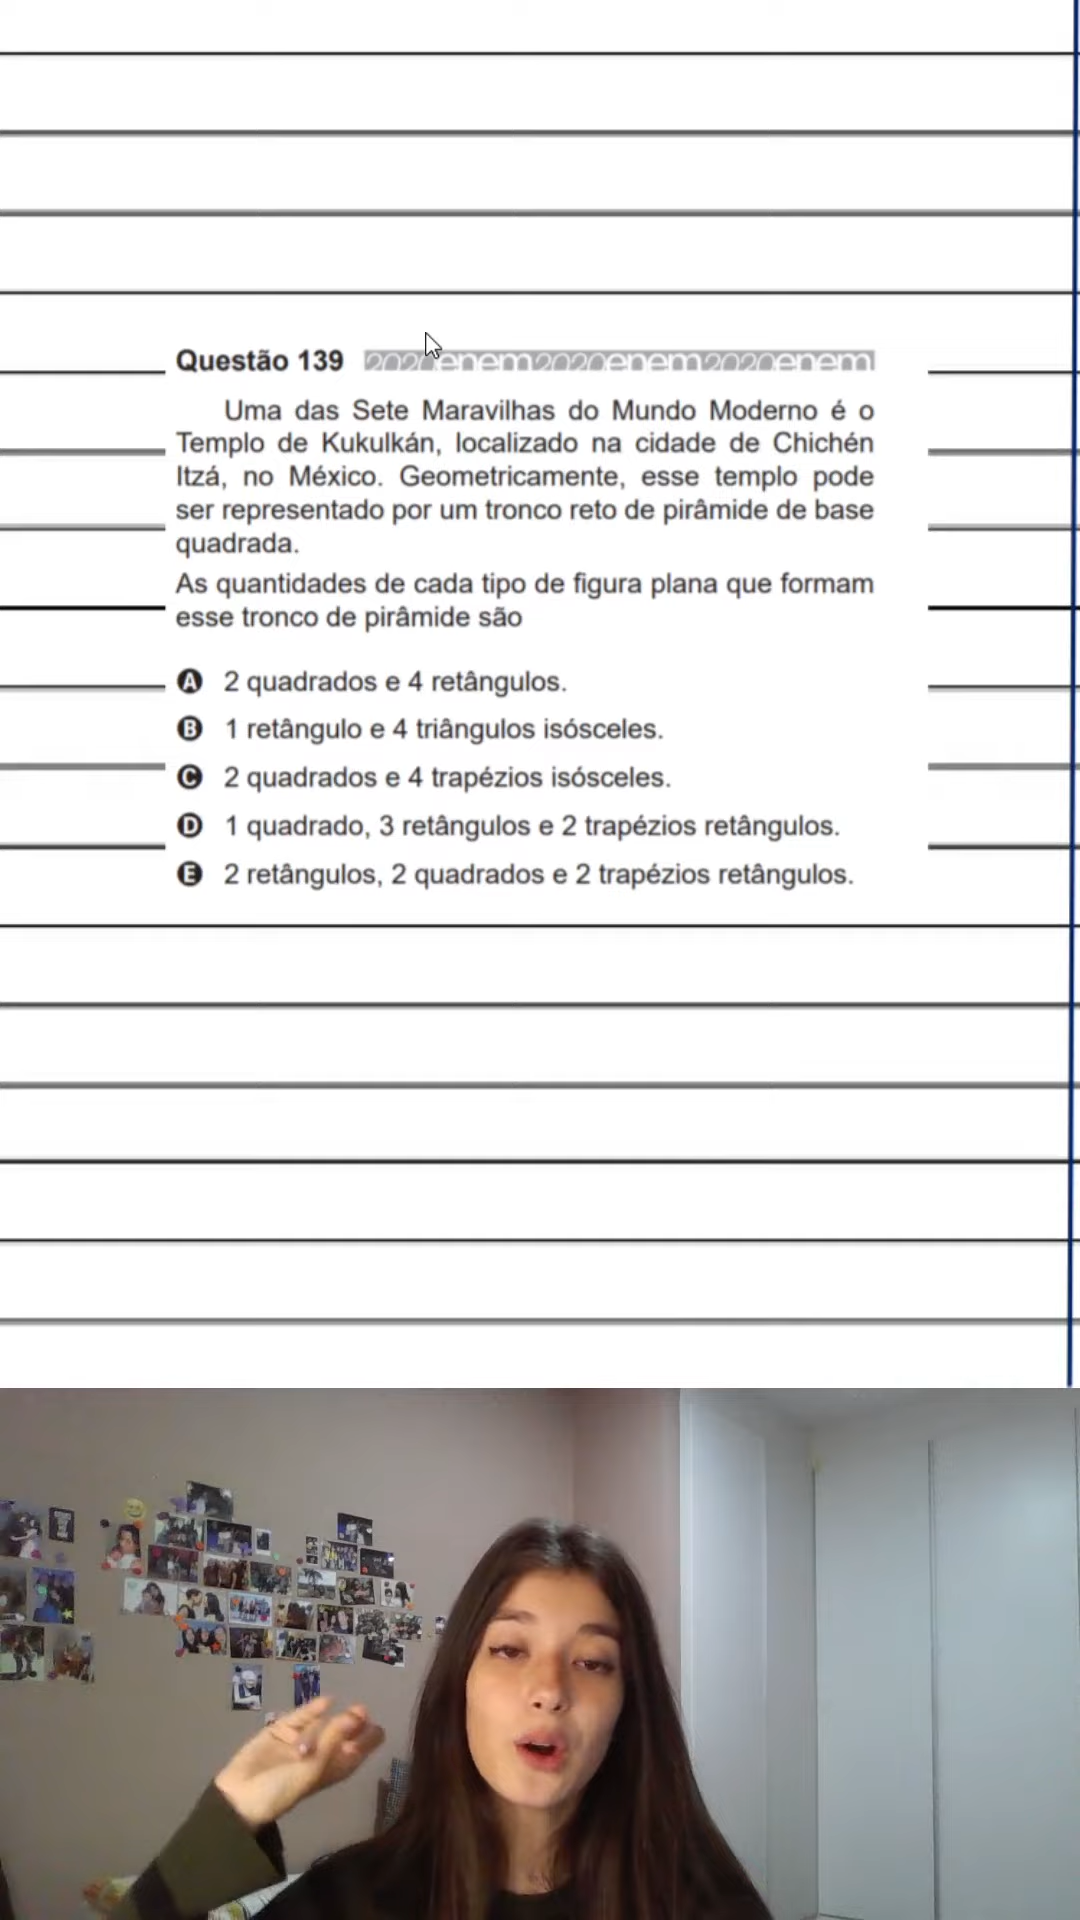 Questão 139 2020enem2020enem2020enem
Uma das Sete Maravilhas do Mundo Moderno é o
Templo de Kukulkán, localizado na cidade de Chichén
Itzá, no México. Geometricamente, esse templo pode
ser representado por um tronco reto de pirâmide de base
quadrada.
As quantidades de cada tipo de figura plana que formam
esse tronco de pirâmide são
A 2 quadrados e 4 retângulos.
B 1 retângulo e 4 triângulos isósceles.
C 2 quadrados e 4 trapézios isósceles.
D 1 quadrado, 3 retângulos e 2 trapézios retângulos.
E 2 retângulos, 2 quadrados e 2 trapézios retângulos.